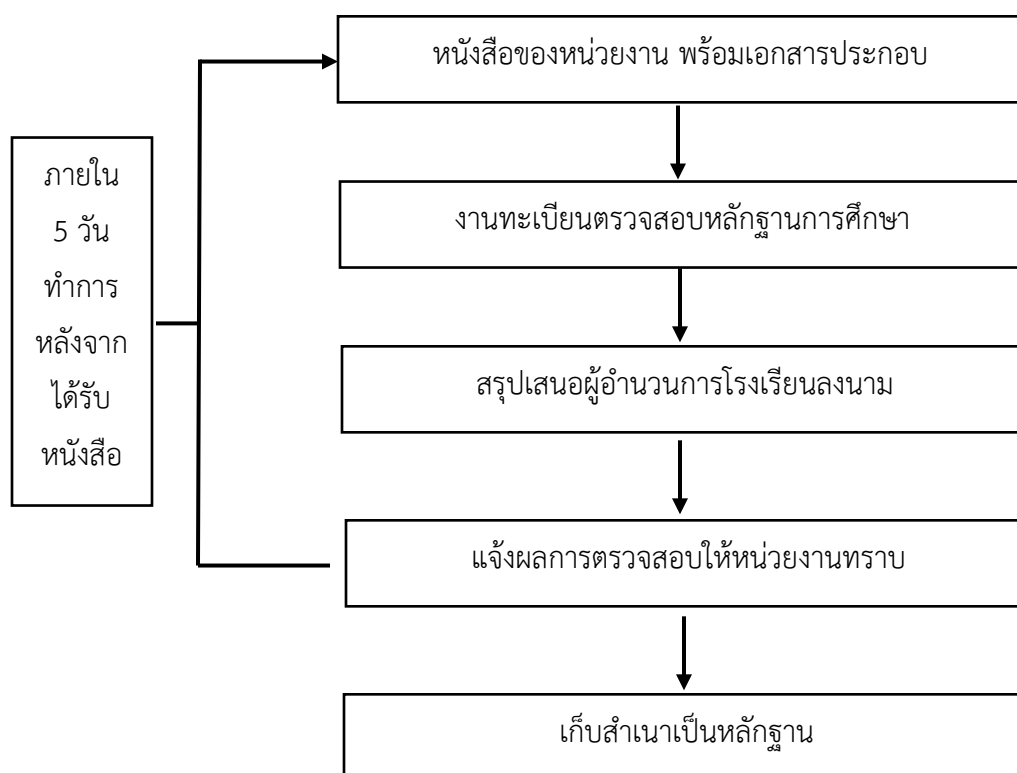 หนังสือของหน่วยงาน พร้อมเอกสารประกอบ
ภายใน
5 วัน
ทำการ
หลังจาก
ได้รับ
หนังสือ
งานทะเบียนตรวจสอบหลักฐานการศึกษา
สรุปเสนอผู้อำนวยการโรงเรียนลงนาม
แจ้งผลการตรวจสอบให้หน่วยงานทราบ
เก็บสำเนาเป็นหลักฐาน